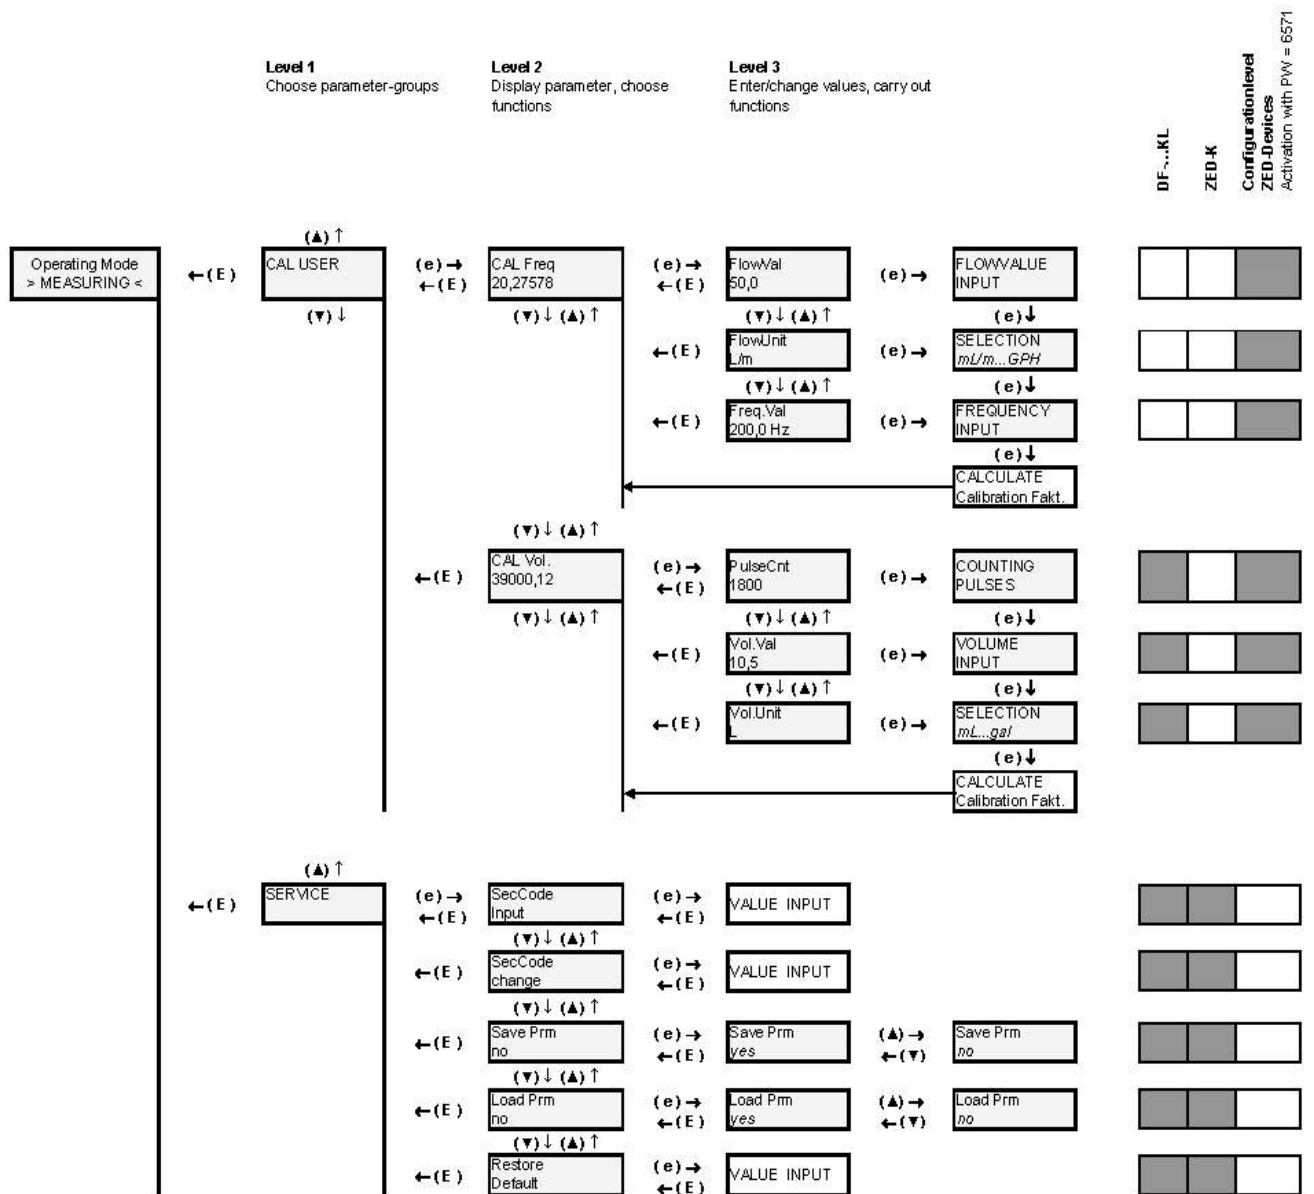 Level 1
Choose parameter-groups
Level 2
Display parameter, choose
functions
Level 3
Enter/change values, carry out
functions
DF-...KL
ZED-K
Configurationlevel
ZED-Devices
Activation with PW = 6571
(▲) ↑
Operating Mode
> MEASURING <
←(E)
CAL USER
(e)→
←(E)
CAL Freq
20,27578
(e)→
←(E)
FlowVal
50,0
(e)→
FLOWVALUE
INPUT
(▼) ↓
(▼)↓ (▲)↑
(▼)↓ (▲)↑
(e)↓
←(E)
FlowUnit
L/m
(e)→
SELECTION
mL/m...GPH
(▼)↓ (▲)↑
(e)↓
←(E)
Freq.Val
200,0 Hz
(e)→
FREQUENCY
INPUT
(e)↓
CALCULATE
Calibration Fakt.
(▼)↓ (▲)↑
←(E)
CAL Vol.
39000,12
(e)→
←(E)
PulseCnt
1800
(e)→
COUNTING
PULSES
(▼)↓ (▲)↑
(▼)↓ (▲)↑
(e)↓
←(E)
Vol.Val
10,5
(e)→
VOLUME
INPUT
(▼)↓ (▲)↑
(e)↓
←(E)
Vol.Unit
L
(e)→
SELECTION
mL...gal
(e)↓
CALCULATE
Calibration Fakt.
(▲) ↑
←(E)
SERVICE
(e)→
←(E)
SecCode
Input
(e)→
←(E)
VALUE INPUT
(▼)↓ (▲)↑
←(E)
SecCode
change
(e)→
←(E)
VALUE INPUT
(▼)↓ (▲)↑
←(E)
Save Prm
no
(e)→
←(E)
Save Prm
yes
(▲)→
←(▼)
Save Prm
no
(▼)↓ (▲)↑
←(E)
Load Prm
no
(e)→
←(E)
Load Prm
yes
(▲)→
←(▼)
Load Prm
no
(▼)↓ (▲)↑
←(E)
Restore
Default
(e)→
←(E)
VALUE INPUT